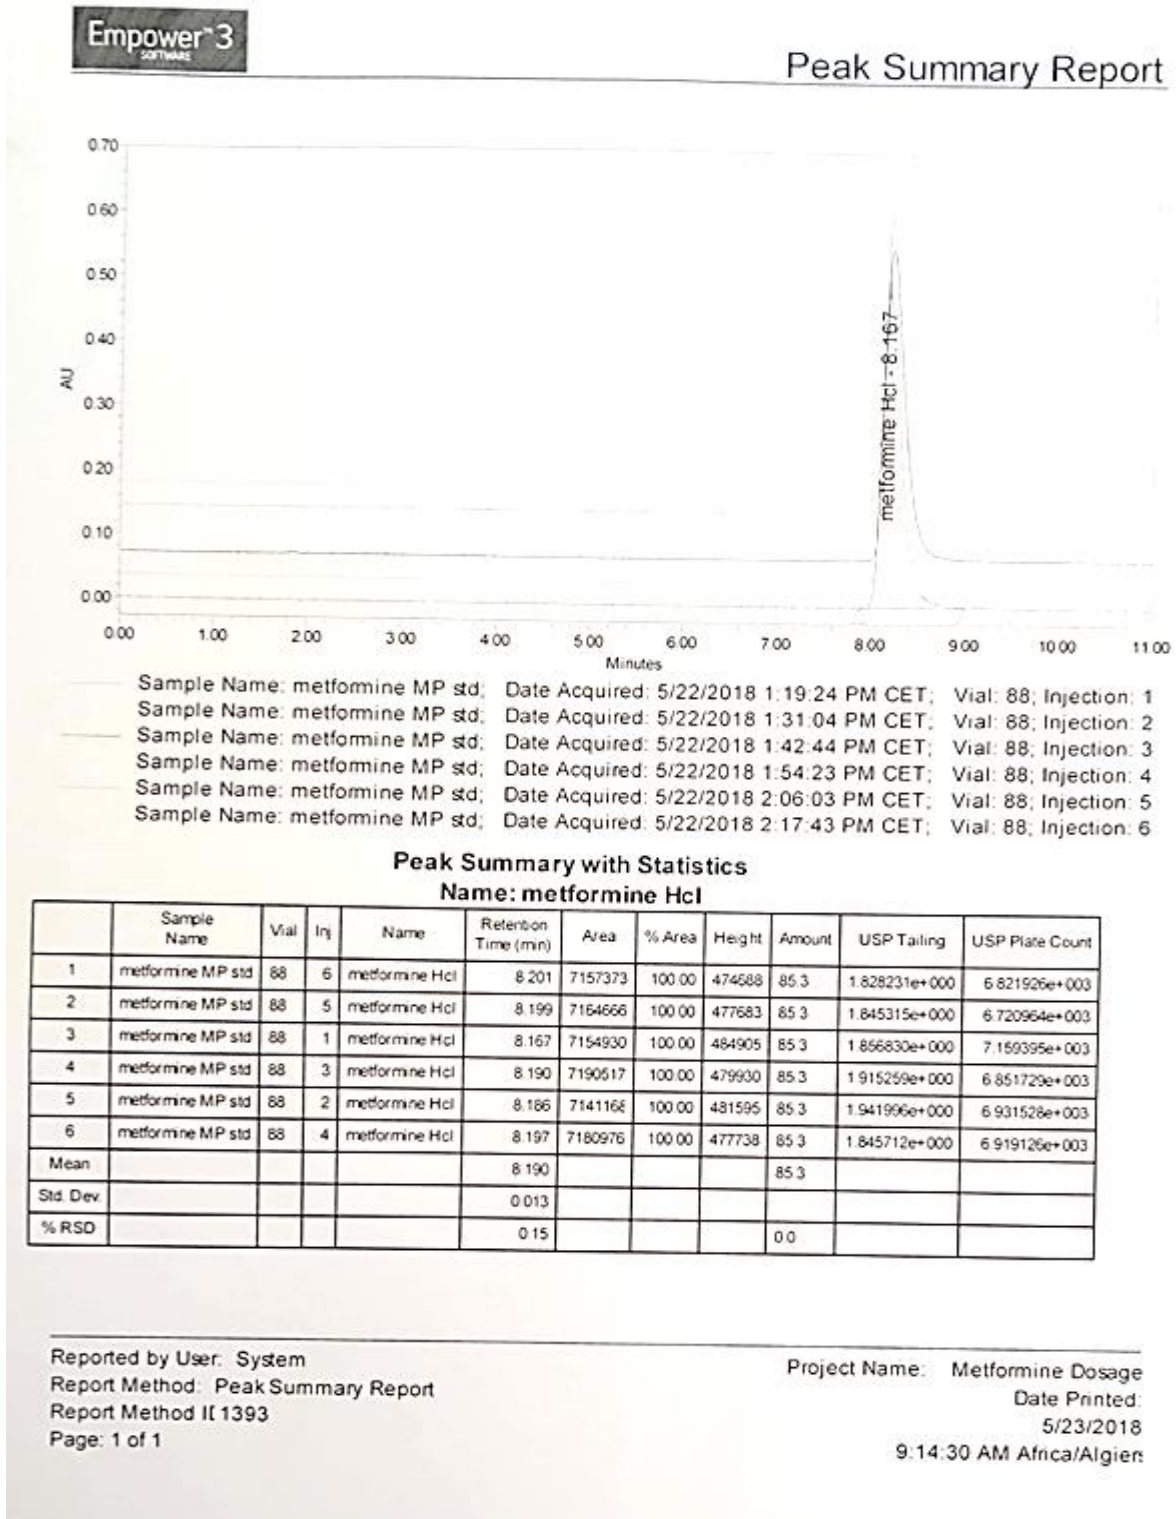 Empower™3
SOFTWARE
Peak Summary Report
0.70
0.60
0.50
0.40
0.30
0.20
0.10
0.00
AU
metformine Hcl - 8.167
0.00 1.00 2.00 3.00 4.00 5.00 6.00 7.00 8.00 9.00 10.00 11.00
Minutes
Sample Name: metformine MP std; Date Acquired: 5/22/2018 1:19:24 PM CET; Vial: 88; Injection: 1
Sample Name: metformine MP std; Date Acquired: 5/22/2018 1:31:04 PM CET; Vial: 88; Injection: 2
Sample Name: metformine MP std; Date Acquired: 5/22/2018 1:42:44 PM CET; Vial: 88; Injection: 3
Sample Name: metformine MP std; Date Acquired: 5/22/2018 1:54:23 PM CET; Vial: 88; Injection: 4
Sample Name: metformine MP std; Date Acquired: 5/22/2018 2:06:03 PM CET; Vial: 88; Injection: 5
Sample Name: metformine MP std; Date Acquired: 5/22/2018 2:17:43 PM CET; Vial: 88; Injection: 6
Peak Summary with Statistics
Name: metformine Hcl
Sample Name Vial Inj Name Retention Time (min) Area % Area Height Amount USP Tailing USP Plate Count
1 metformine MP std 88 6 metformine Hcl 8.201 7157373 100.00 474688 85.3 1.828231e+000 6.821926e+003
2 metformine MP std 88 5 metformine Hcl 8.199 7164666 100.00 477683 85.3 1.845315e+000 6.720964e+003
3 metformine MP std 88 1 metformine Hcl 8.167 7154930 100.00 484905 85.3 1.856830e+000 7.159395e+003
4 metformine MP std 88 3 metformine Hcl 8.190 7190517 100.00 479930 85.3 1.915259e+000 6.851729e+003
5 metformine MP std 88 2 metformine Hcl 8.186 7141168 100.00 481595 85.3 1.941996e+000 6.931528e+003
6 metformine MP std 88 4 metformine Hcl 8.197 7180976 100.00 477738 85.3 1.845712e+000 6.919126e+003
Mean 8.190 85.3
Std. Dev. 0.013
% RSD 0.15 0.0
Reported by User: System
Report Method: Peak Summary Report
Report Method I[ 1393
Page: 1 of 1
Project Name: Metformine Dosage
Date Printed:
5/23/2018
9:14:30 AM Africa/Algiers